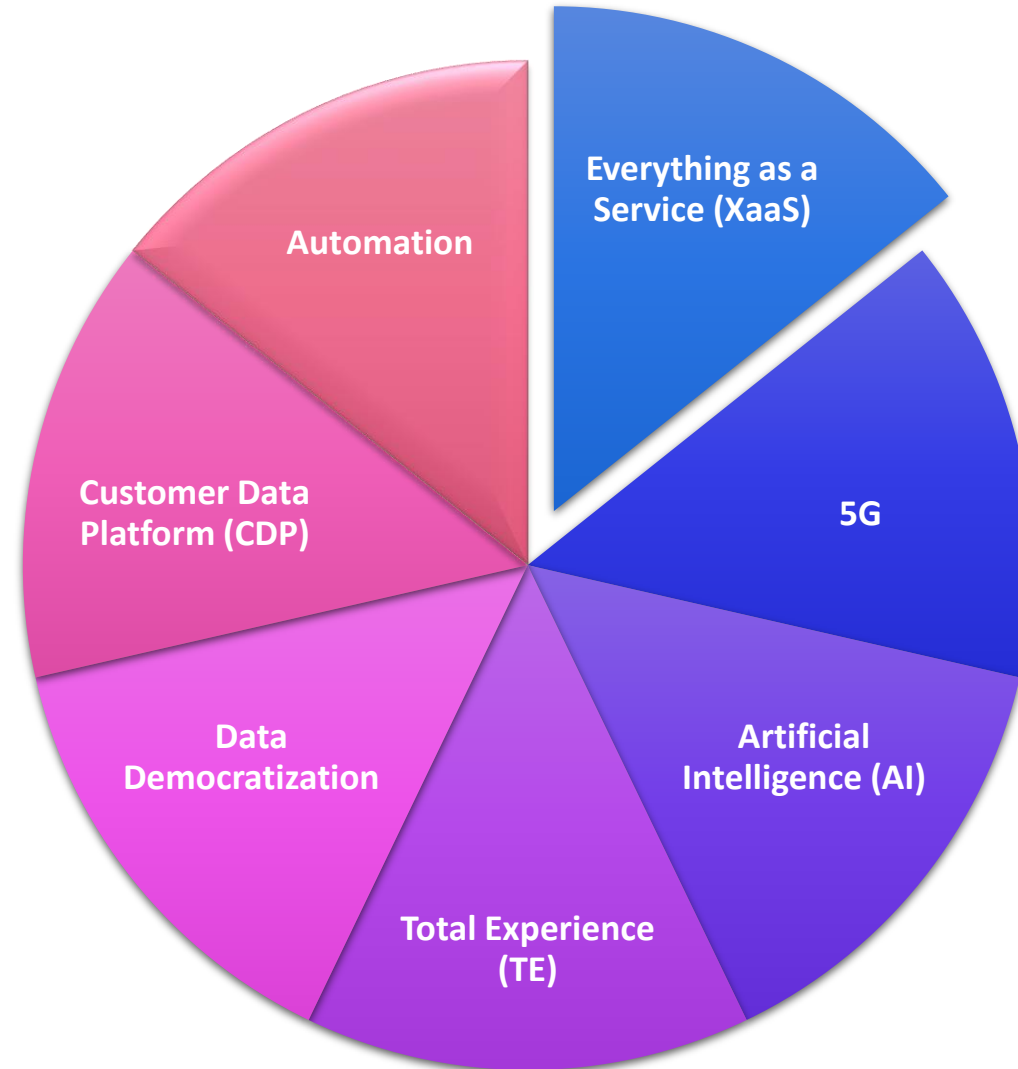 Everything as a
Service (XaaS)
5G
Artificial
Intelligence (AI)
Total Experience
(TE)
Data
Democratization
Customer Data
Platform (CDP)
Automation